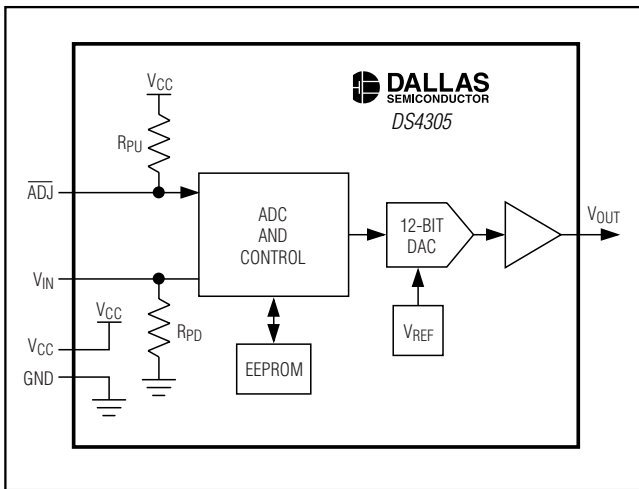 DALLAS
SEMICONDUCTOR
DS4305
VCC
RPU
ADJ
ADC
AND
CONTROL
12-BIT
DAC
VOUT
VIN
VCC
RPD
VCC
GND
EEPROM
VREF